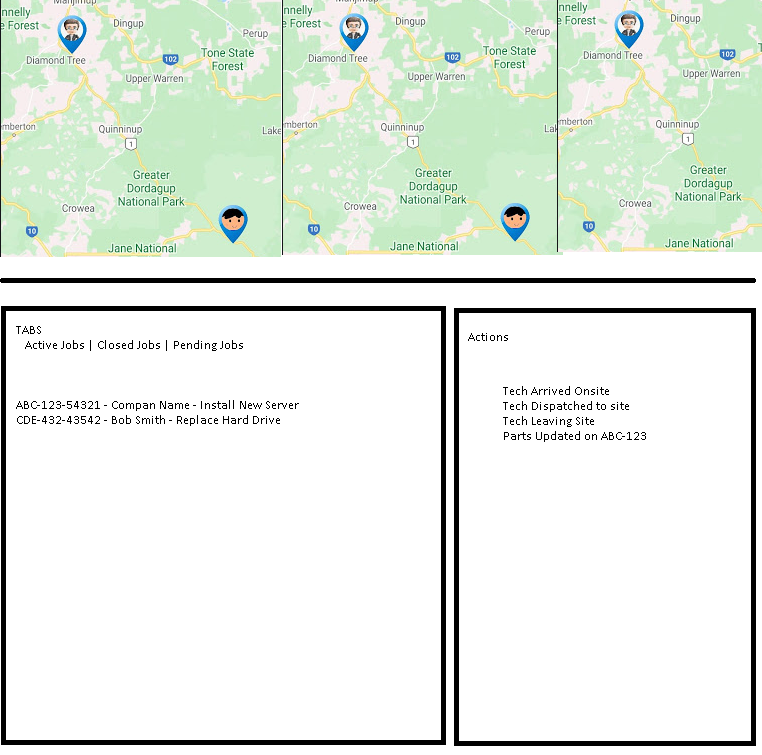 Manjimup
nnelly
e Forest
Dingup
Perup
Diamond Tree
102
Tone State
Forest
Upper Warren
mberton
Quinninup
1
Lake
Greater
Dordagup
National Park
Crowea
10
Jane National
nnelly
e Forest
Manjimup
Dingup
Perup
Diamond Tree
102
Tone State
Forest
Upper Warren
mberton
Quinninup
1
Lak
Greater
Dordagup
National Park
Crowea
10
Jane National
nnelly
e Forest
Dingup
Diamond Tree
102
T
Upper Warren
mberton
Quinninup
1
Greater
Dordagup
National Park
Crowea
10
Jane National
TABS
Active Jobs | Closed Jobs | Pending Jobs
ABC-123-54321 - Compan Name - Install New Server
CDE-432-43542 - Bob Smith - Replace Hard Drive
Actions
Tech Arrived Onsite
Tech Dispatched to site
Tech Leaving Site
Parts Updated on ABC-123